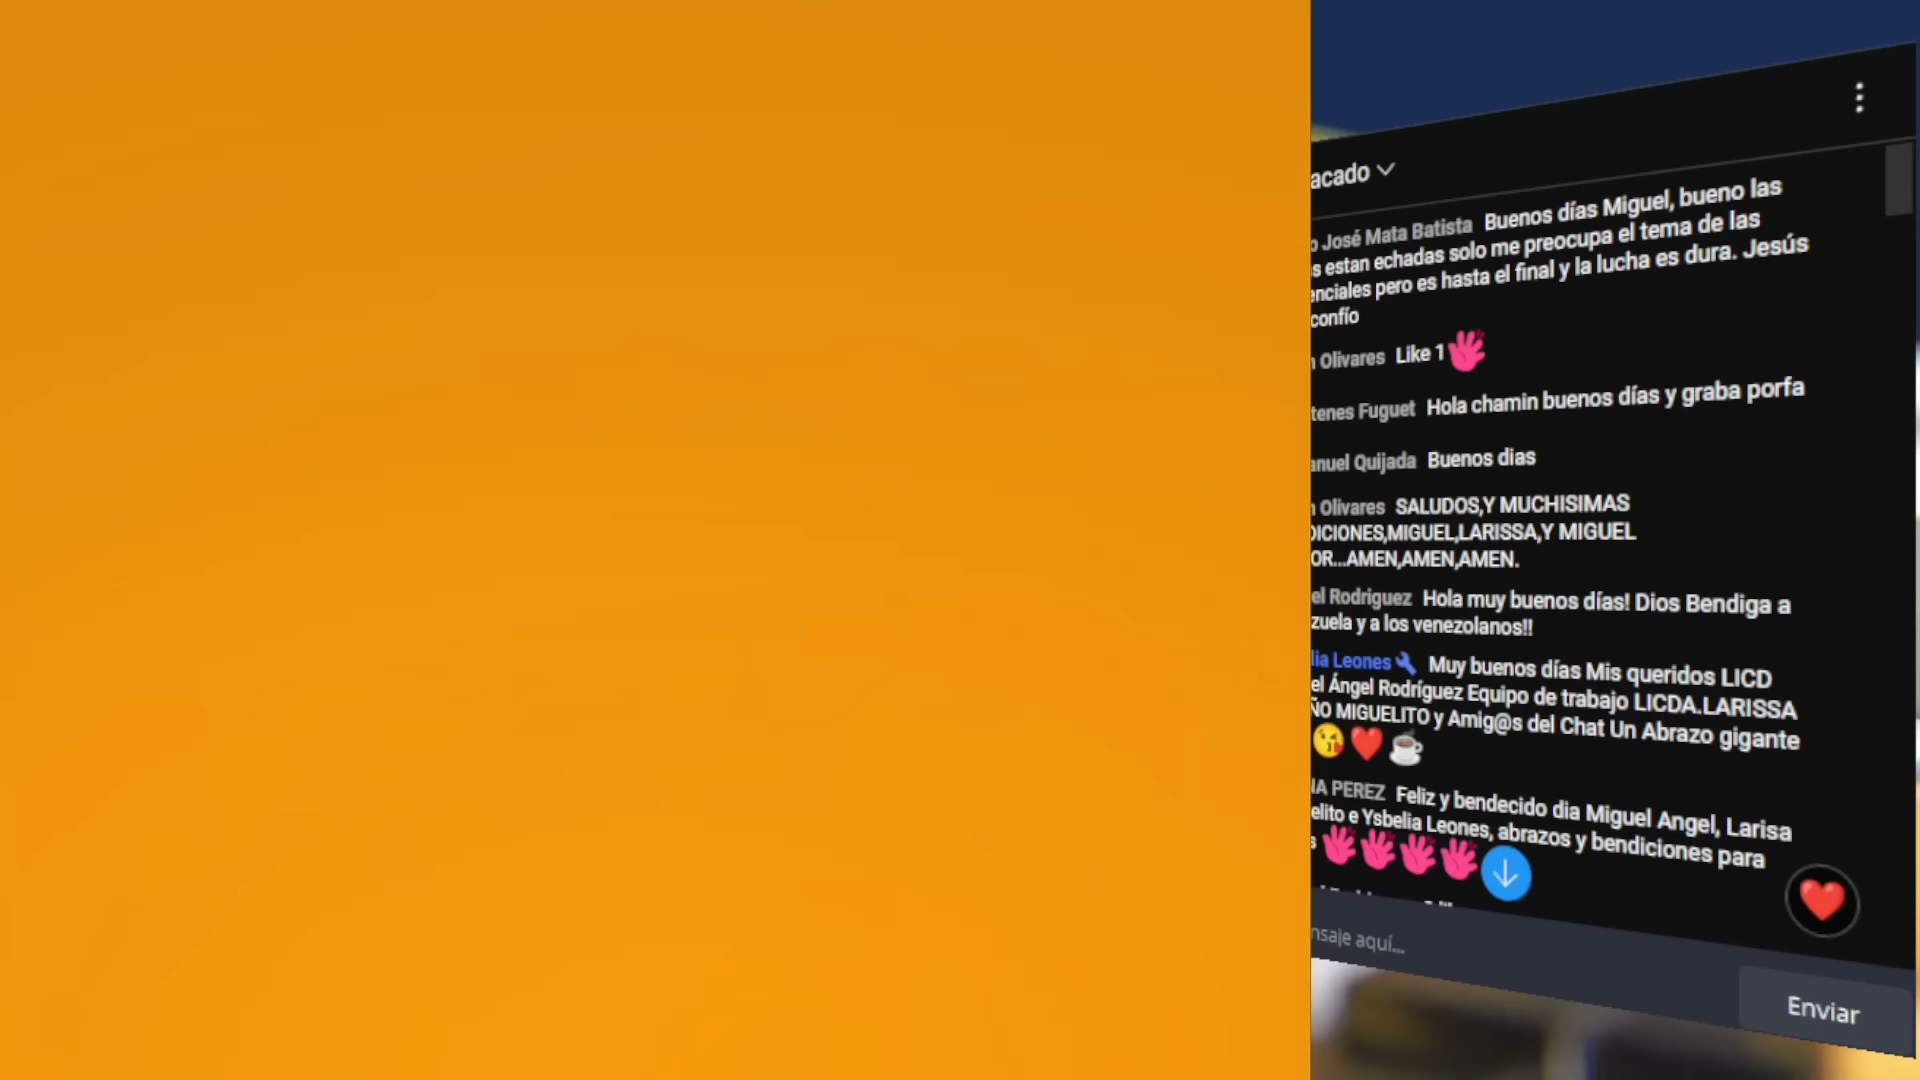 José Mata Batista Buenos días Miguel, bueno las
estan echadas solo me preocupa el tema de las
pero es hasta el final y la lucha es dura. Jesús
confío
Olivares Like 1
Fuguet Hola chamin buenos días y graba porfa
Quijada Buenos dias
Olivares SALUDOS,Y MUCHISIMAS
DICIONES,MIGUEL,LARISSA,Y MIGUEL
OR...AMEN,AMEN,AMEN.
el Rodriguez Hola muy buenos días! Dios Bendiga a
zuela y a los venezolanos!!
lia Leones Muy buenos días Mis queridos LICD
el Ángel Rodríguez Equipo de trabajo LICDA.LARISSA
ÑO MIGUELITO y Amig@s del Chat Un Abrazo gigante
NA PEREZ Feliz y bendecido dia Miguel Angel, Larisa
elito e Ysbelia Leones, abrazos y bendiciones para
nsaje aquí...
Enviar